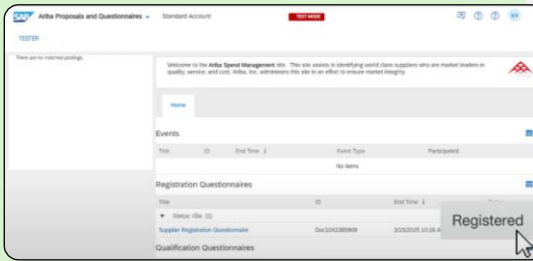 SAP Ariba Proposals and Questionnaires Standard Account TEST MODE
TESTER
There are no matched postings.
Welcome to the Ariba Spend Management site. This site assists in identifying world class suppliers who are market leaders in
quality, service, and cost. Ariba, Inc. administers this site in an effort to ensure market integrity.
Home
Events
Title ID End Time ↓ Event Type Participated
No items
Registration Questionnaires
Title ID End Time ↓
Supplier Registration Questionnaire 3/15/2025 10:26 A
Registered
Qualification Questionnaires